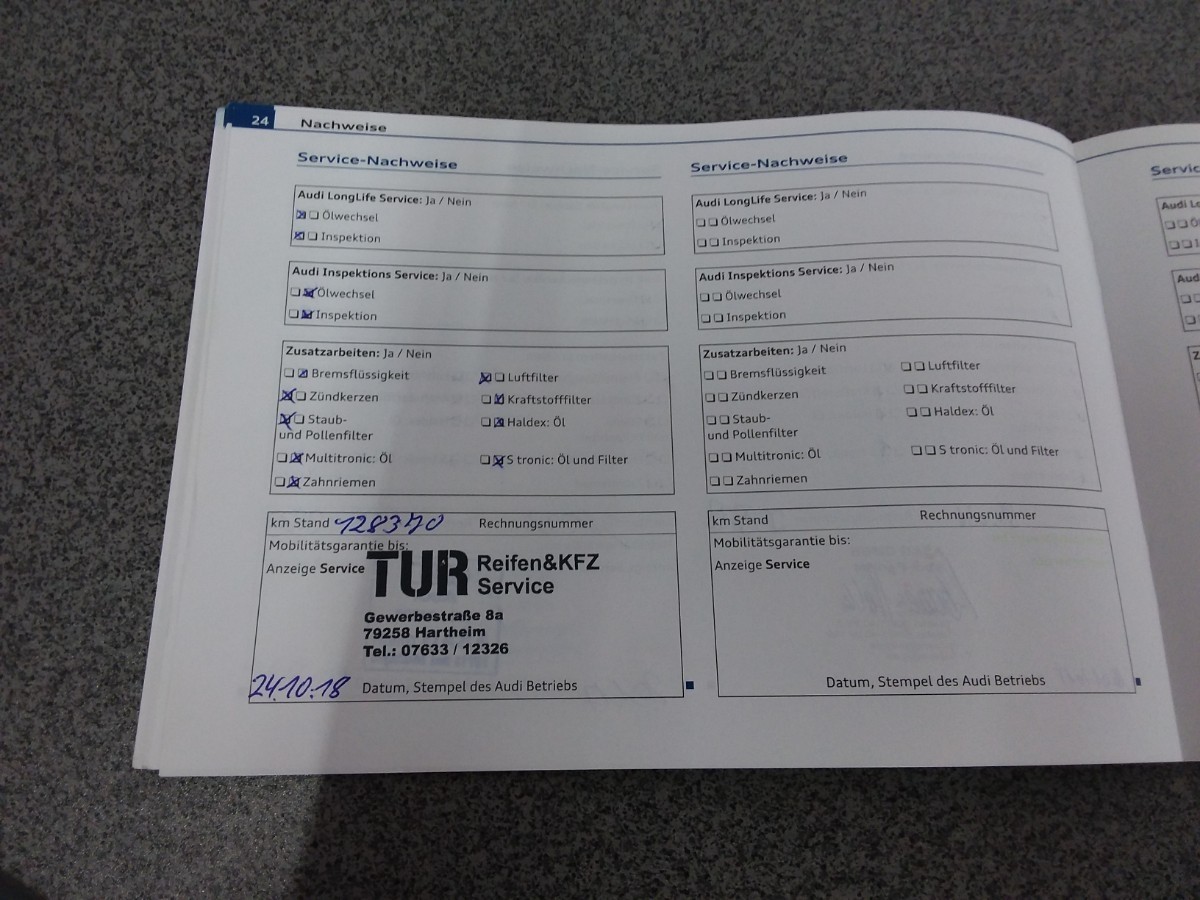 24 Nachweise
Service-Nachweise
Audi LongLife Service: Ja / Nein
☒ ☐ Ölwechsel
☒ ☐ Inspektion
Audi Inspektions Service: Ja / Nein
☐ ☒ Ölwechsel
☐ ☒ Inspektion
Zusatzarbeiten: Ja / Nein
☐ ☒ Bremsflüssigkeit
☒ ☐ Zündkerzen
☒ ☐ Staub-
und Pollenfilter
☐ ☒ Multitronic: Öl
☐ ☒ Zahnriemen
☒ ☐ Luftfilter
☐ ☒ Kraftstofffilter
☐ ☒ Haldex: Öl
☐ ☒ S tronic: Öl und Filter
km Stand 128370 Rechnungsnummer
Mobilitätsgarantie bis:
Anzeige Service
TUR Reifen&KFZ
Service
Gewerbestraße 8a
79258 Hartheim
Tel.: 07633 / 12326
24.10.18 Datum, Stempel des Audi Betriebs
Service-Nachweise
Audi LongLife Service: Ja / Nein
☐ ☐ Ölwechsel
☐ ☐ Inspektion
Audi Inspektions Service: Ja / Nein
☐ ☐ Ölwechsel
☐ ☐ Inspektion
Zusatzarbeiten: Ja / Nein
☐ ☐ Bremsflüssigkeit
☐ ☐ Zündkerzen
☐ ☐ Staub-
und Pollenfilter
☐ ☐ Multitronic: Öl
☐ ☐ Zahnriemen
☐ ☐ Luftfilter
☐ ☐ Kraftstofffilter
☐ ☐ Haldex: Öl
☐ ☐ S tronic: Öl und Filter
km Stand Rechnungsnummer
Mobilitätsgarantie bis:
Anzeige Service
Datum, Stempel des Audi Betriebs
Servic
Audi Lo
Audi